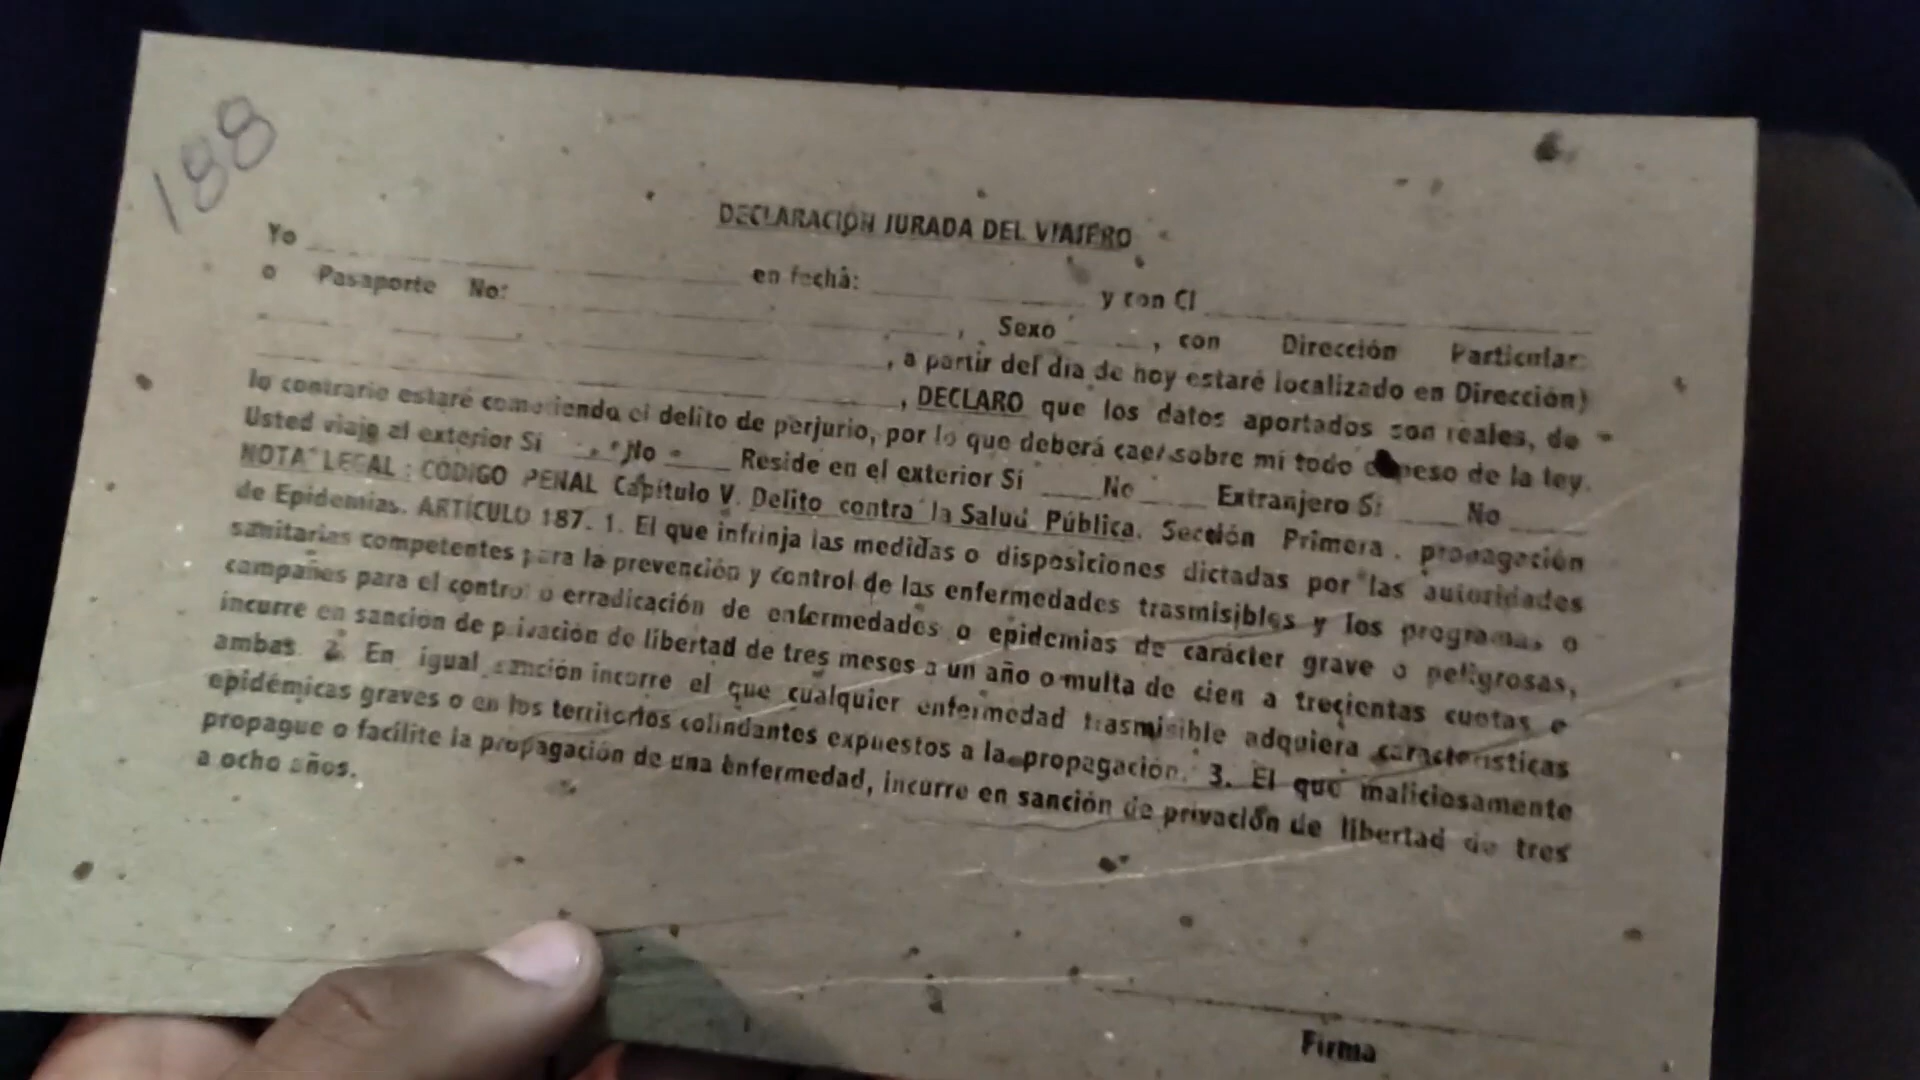 188
DECLARACIÓN JURADA DEL VIAJERO
Yo en fecha: y con CI
o Pasaporte No: , Sexo , con Dirección Particular:
, a partir del dia de hoy estaré localizado en Dirección)
, DECLARO que los datos aportados son reales, de
lo contrario estaré cometiendo el delito de perjurio, por lo que deberá caer sobre mi todo el peso de la ley.
Usted viajo al exterior Si , No Reside en el exterior Sí No Extranjero Si No
NOTA LEGAL : CODIGO PENAL Capítulo V. Delito contra la Salud Pública. Sección Primera . propagación
de Epidemias. ARTICULO 187. 1. El que infrinja las medidas o disposiciones dictadas por las autoridades
sanitarias competentes para la prevención y control de las enfermedades trasmisibles y los programas o
campañas para el control o erradicación de enfermedades o epidemias de carácter grave o peligrosas,
incurre en sanción de privación de libertad de tres meses a un año o multa de cien a trecientas cuotas e
ambas 2. En igual sanción incurre el que cualquier enfermedad trasmisible adquiera características
epidémicas graves o en los territorios colindantes expuestos a la propagación. 3. El que maliciosamente
propague o facilite la propagación de una enfermedad, incurre en sanción de privación de libertad de tres
a ocho años.
Firma